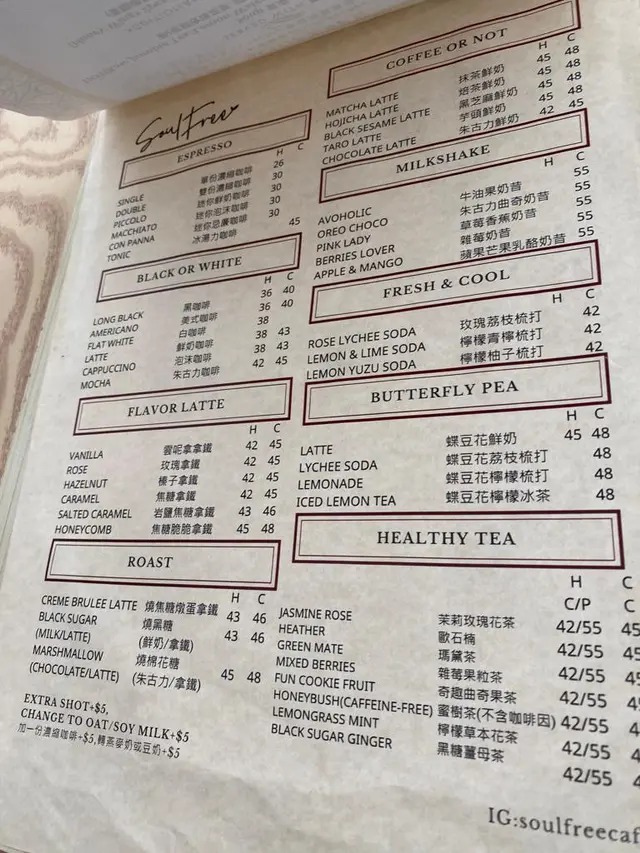 Soul Free
ESPRESSO
H C
SINGLE 單份濃縮咖啡 26
DOUBLE 雙份濃縮咖啡 30
PICCOLO 迷你鮮奶咖啡 30
MACCHIATO 迷你泡沫咖啡 30
CON PANNA 迷你忌廉咖啡 30
TONIC 冰湯力咖啡 45
BLACK OR WHITE
H C
LONG BLACK 黑咖啡 36 40
AMERICANO 美式咖啡 36 40
FLAT WHITE 白咖啡 38
LATTE 鮮奶咖啡 38 43
CAPPUCCINO 泡沫咖啡 38 43
MOCHA 朱古力咖啡 42 45
FLAVOR LATTE
H C
VANILLA 雲呢拿拿鐵 42 45
ROSE 玫瑰拿鐵 42 45
HAZELNUT 榛子拿鐵 42 45
CARAMEL 焦糖拿鐵 42 45
SALTED CARAMEL 岩鹽焦糖拿鐵 43 46
HONEYCOMB 焦糖脆脆拿鐵 45 48
ROAST
H C
CREME BRULEE LATTE 燒焦糖燉蛋拿鐵 43 46
BLACK SUGAR 燒黑糖 43 46
(MILK/LATTE) (鮮奶/拿鐵)
MARSHMALLOW 燒棉花糖 45 48
(CHOCOLATE/LATTE) (朱古力/拿鐵)
EXTRA SHOT+$5,
CHANGE TO OAT/SOY MILK+$5
加一份濃縮咖啡+$5,轉燕麥奶或豆奶+$5
COFFEE OR NOT
H C
MATCHA LATTE 抹茶鮮奶 45 48
HOJICHA LATTE 焙茶鮮奶 45 48
BLACK SESAME LATTE 黑芝麻鮮奶 45 48
TARO LATTE 芋頭鮮奶 45 48
CHOCOLATE LATTE 朱古力鮮奶 42 45
MILKSHAKE
H C
AVOHOLIC 牛油果奶昔 55
OREO CHOCO 朱古力曲奇奶昔 55
PINK LADY 草莓香蕉奶昔 55
BERRIES LOVER 雜莓奶昔 55
APPLE & MANGO 蘋果芒果乳酪奶昔 55
FRESH & COOL
H C
ROSE LYCHEE SODA 玫瑰荔枝梳打 42
LEMON & LIME SODA 檸檬青檸梳打 42
LEMON YUZU SODA 檸檬柚子梳打 42
BUTTERFLY PEA
H C
LATTE 蝶豆花鮮奶 45 48
LYCHEE SODA 蝶豆花荔枝梳打 48
LEMONADE 蝶豆花檸檬梳打 48
ICED LEMON TEA 蝶豆花檸檬冰茶 48
HEALTHY TEA
H C
C/P C
JASMINE ROSE 茉莉玫瑰花茶 42/55 45
HEATHER 歐石楠 42/55 45
GREEN MATE 瑪黛茶 42/55
MIXED BERRIES 雜莓果粒茶 42/55
FUN COOKIE FRUIT 奇趣曲奇果茶 42/55
HONEYBUSH(CAFFEINE-FREE) 蜜樹茶(不含咖啡因) 42/55
LEMONGRASS MINT 檸檬草本花茶 42/55
BLACK SUGAR GINGER 黑糖薑母茶 42/55
IG:soulfreecaf